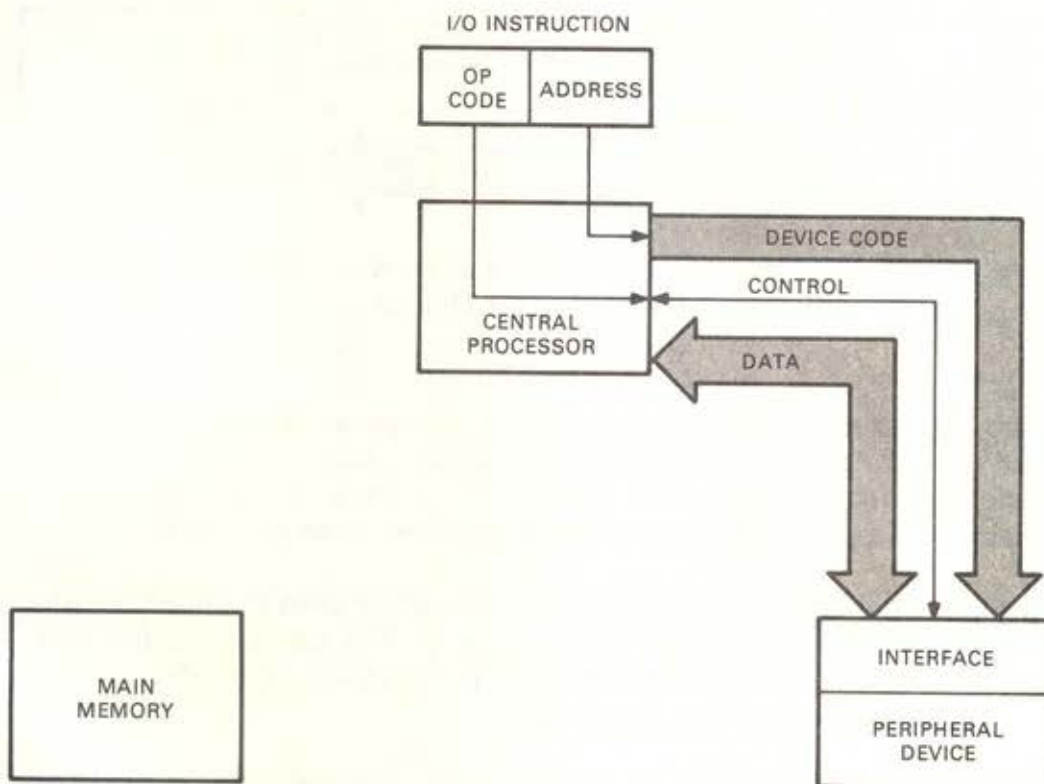 I/O INSTRUCTION
OP
CODE
ADDRESS
DEVICE CODE
CONTROL
CENTRAL
PROCESSOR
DATA
MAIN
MEMORY
INTERFACE
PERIPHERAL
DEVICE